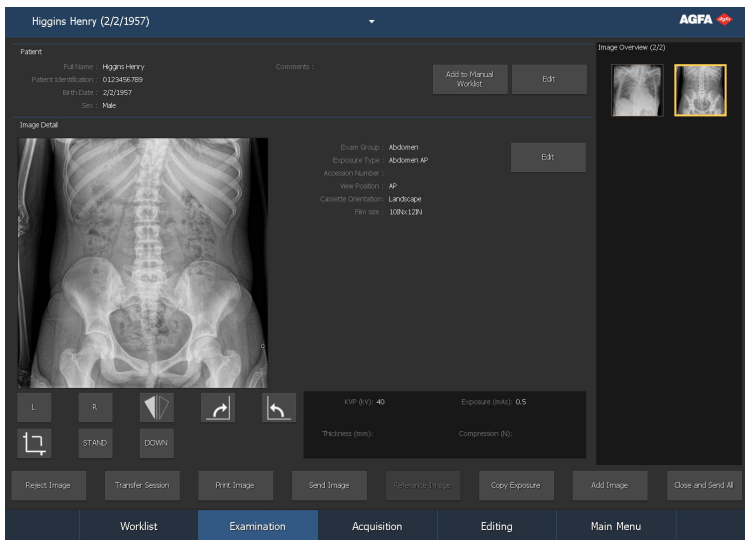 Higgins Henry (2/2/1957)
AGFA
Patient
Full Name : Higgins Henry
Patient Identification : 0123456789
Birth Date : 2/2/1957
Sex : Male
Comments :
Add to Manual
Worklist
Edit
Image Overview (2/2)
Image Detail
Exam Group : Abdomen
Exposure Type : Abdomen AP
Accession Number :
View Position : AP
Cassette Orientation: Landscape
Film size : 10INx12IN
Edit
L
R
STAND
DOWN
KVP (kV): 40
Exposure (mAs): 0.5
Thickness (mm):
Compression (N):
Reject Image
Transfer Session
Print Image
Send Image
Reference Image
Copy Exposure
Add Image
Close and Send All
Worklist
Examination
Acquisition
Editing
Main Menu